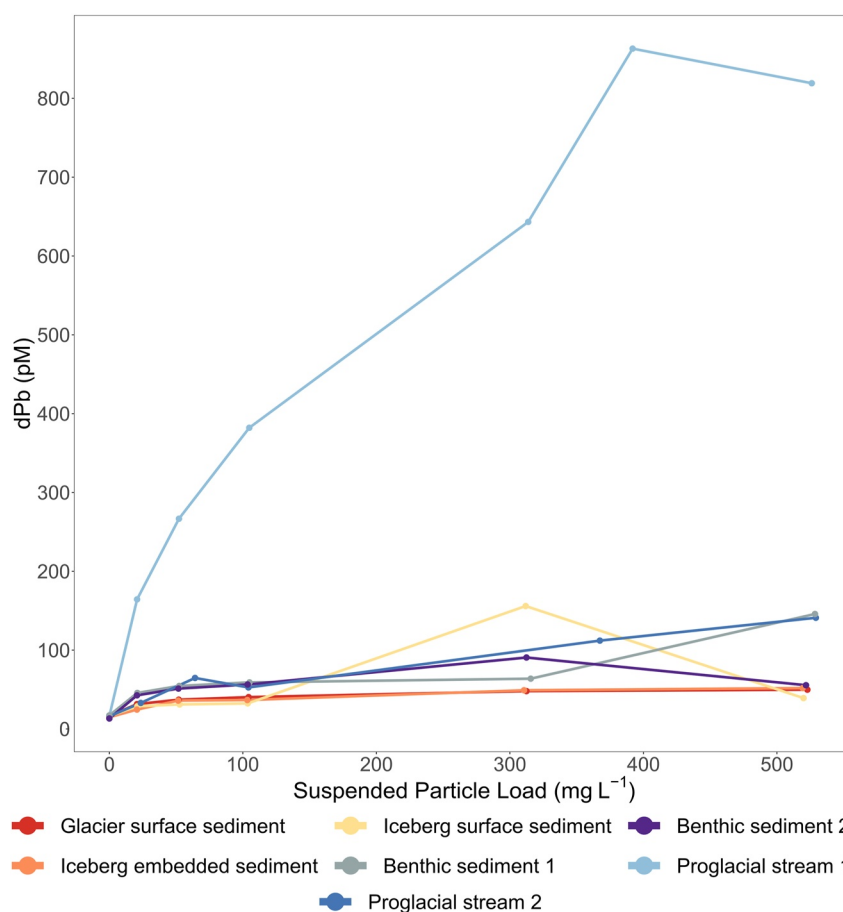 800
700
600
500
400
300
200
100
0
dPb (pM)
0 100 200 300 400 500
Suspended Particle Load (mg L⁻¹)
Glacier surface sediment Iceberg surface sediment Benthic sediment 2
Iceberg embedded sediment Benthic sediment 1 Proglacial stream 1
Proglacial stream 2